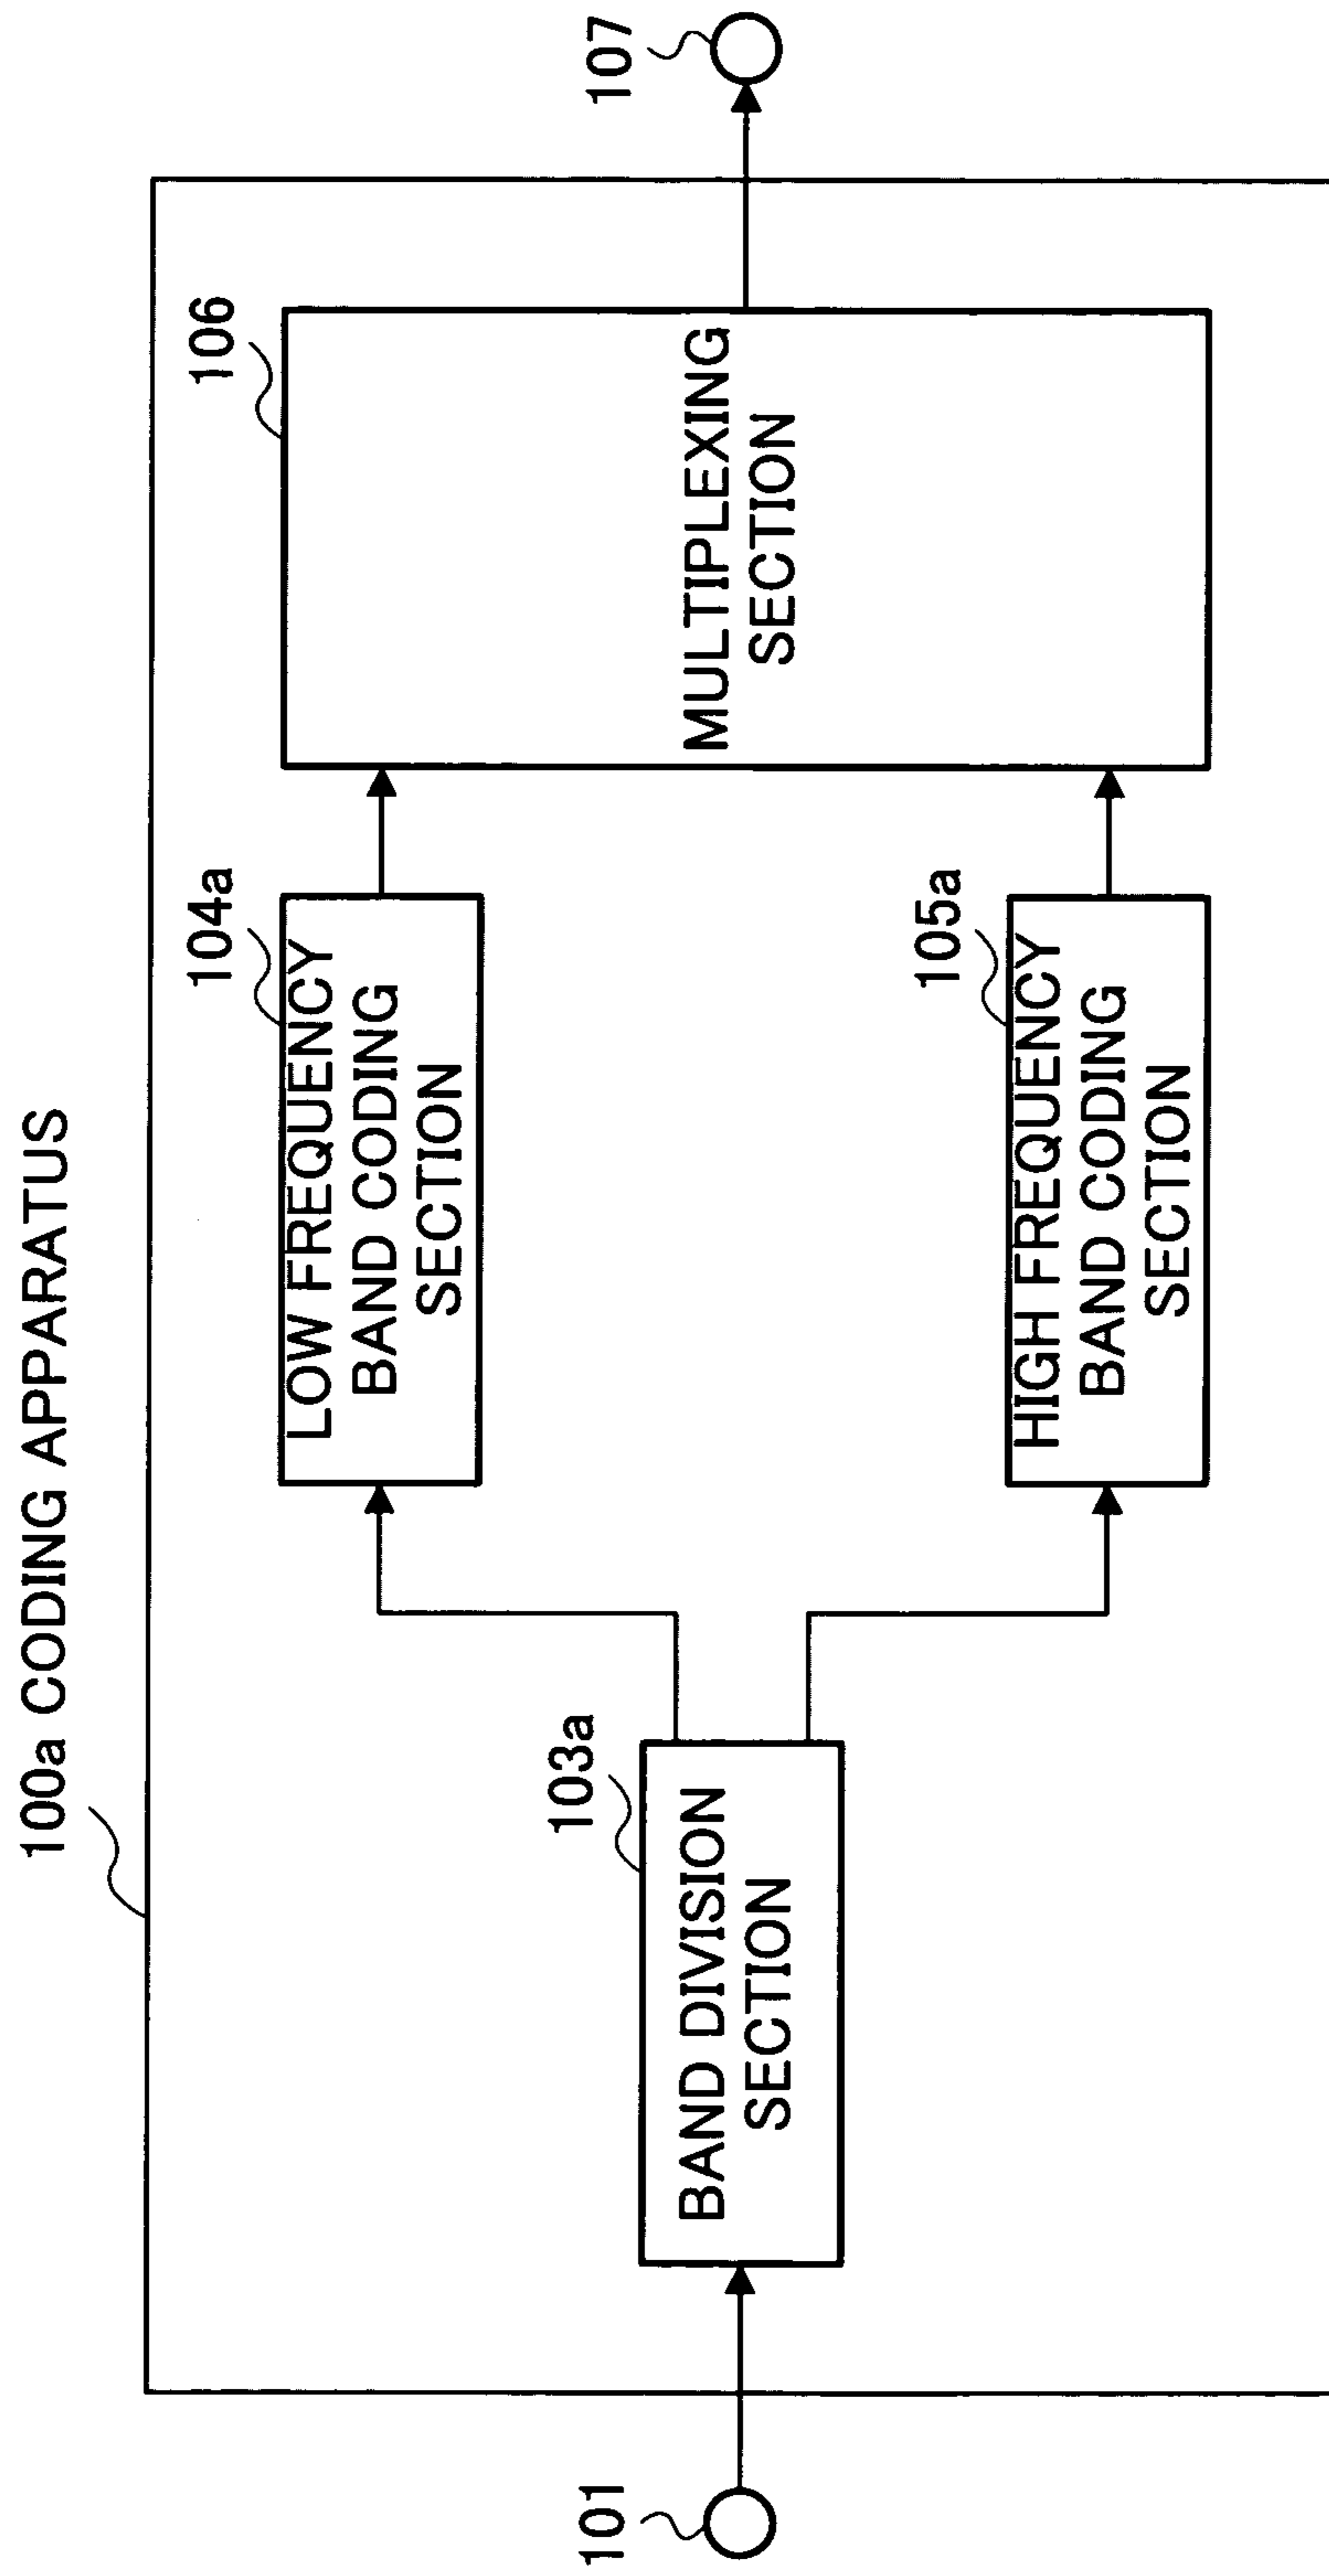 100a CODING APPARATUS
101
103a
BAND DIVISION
SECTION
104a
LOW FREQUENCY
BAND CODING
SECTION
105a
HIGH FREQUENCY
BAND CODING
SECTION
106
MULTIPLEXING
SECTION
107